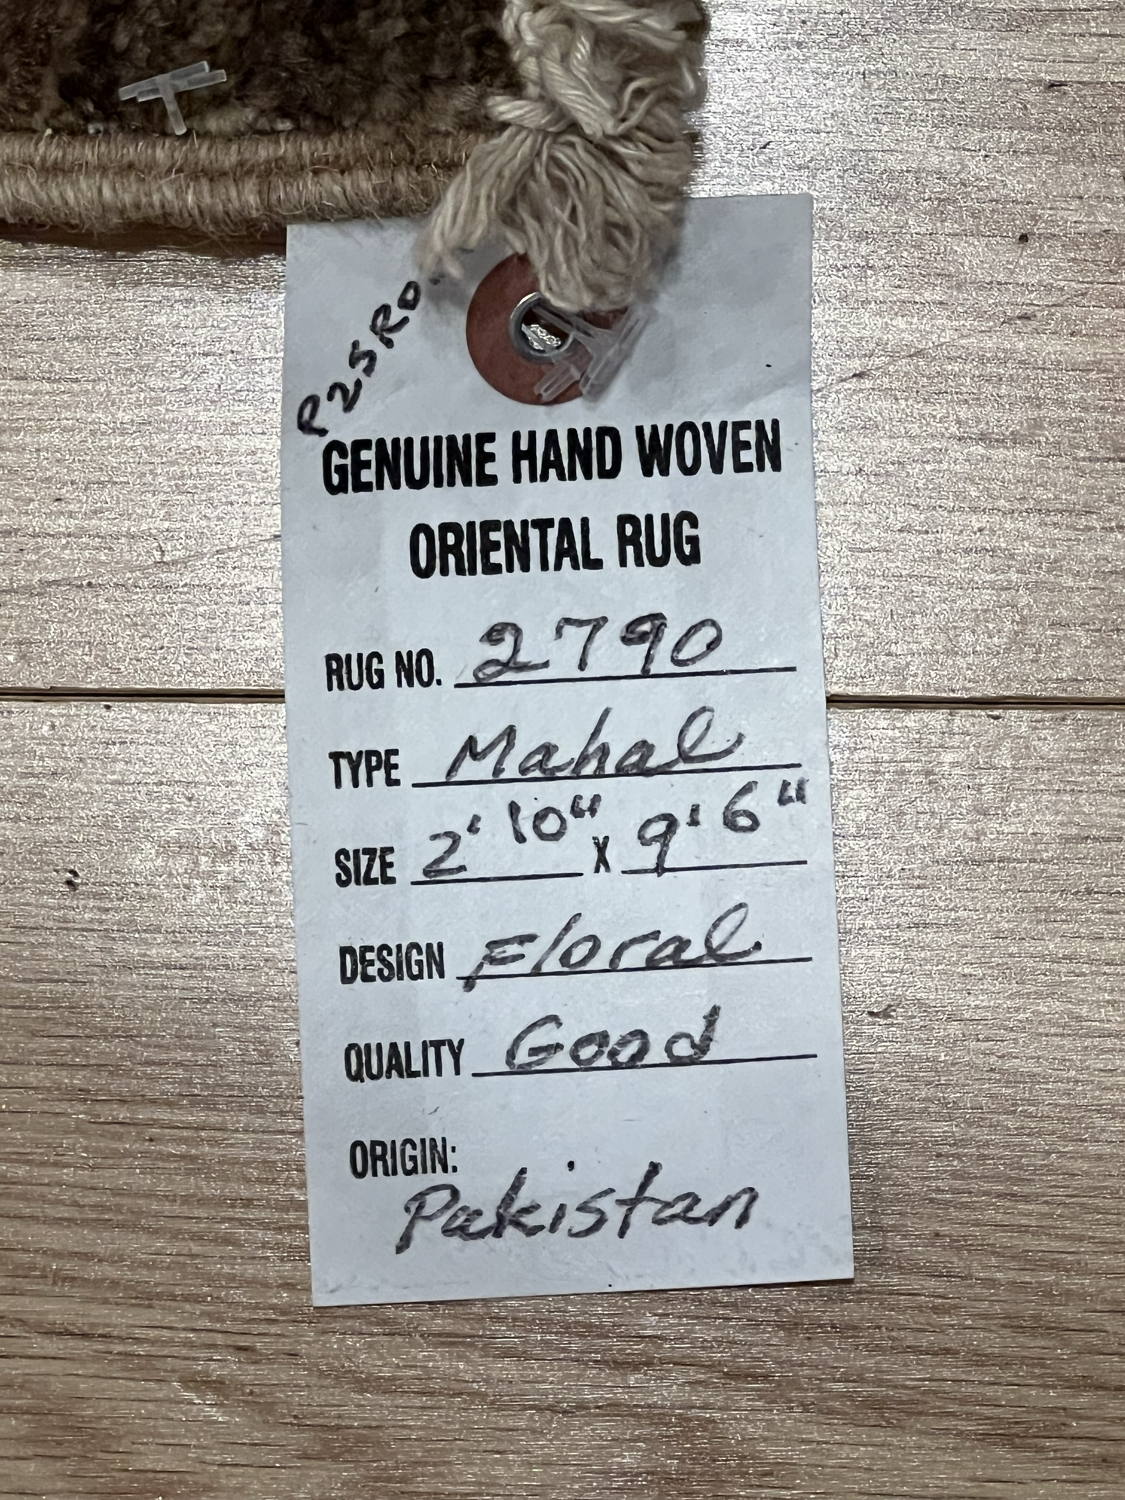 GENUINE HAND WOVEN
ORIENTAL RUG
RUG NO. 2790
TYPE Mahal
SIZE 2' 10" X 9' 6"
DESIGN Floral
QUALITY Good
ORIGIN:
Pakistan